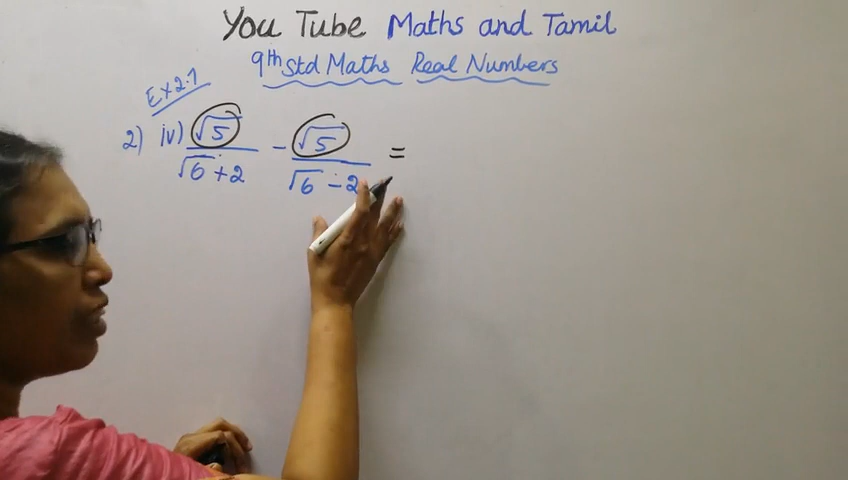 You Tube Maths and Tamil
9th Std Maths Real Numbers
Ex 2.7
2) iv) √5/(√6 + 2) - √5/(√6 - 2) =